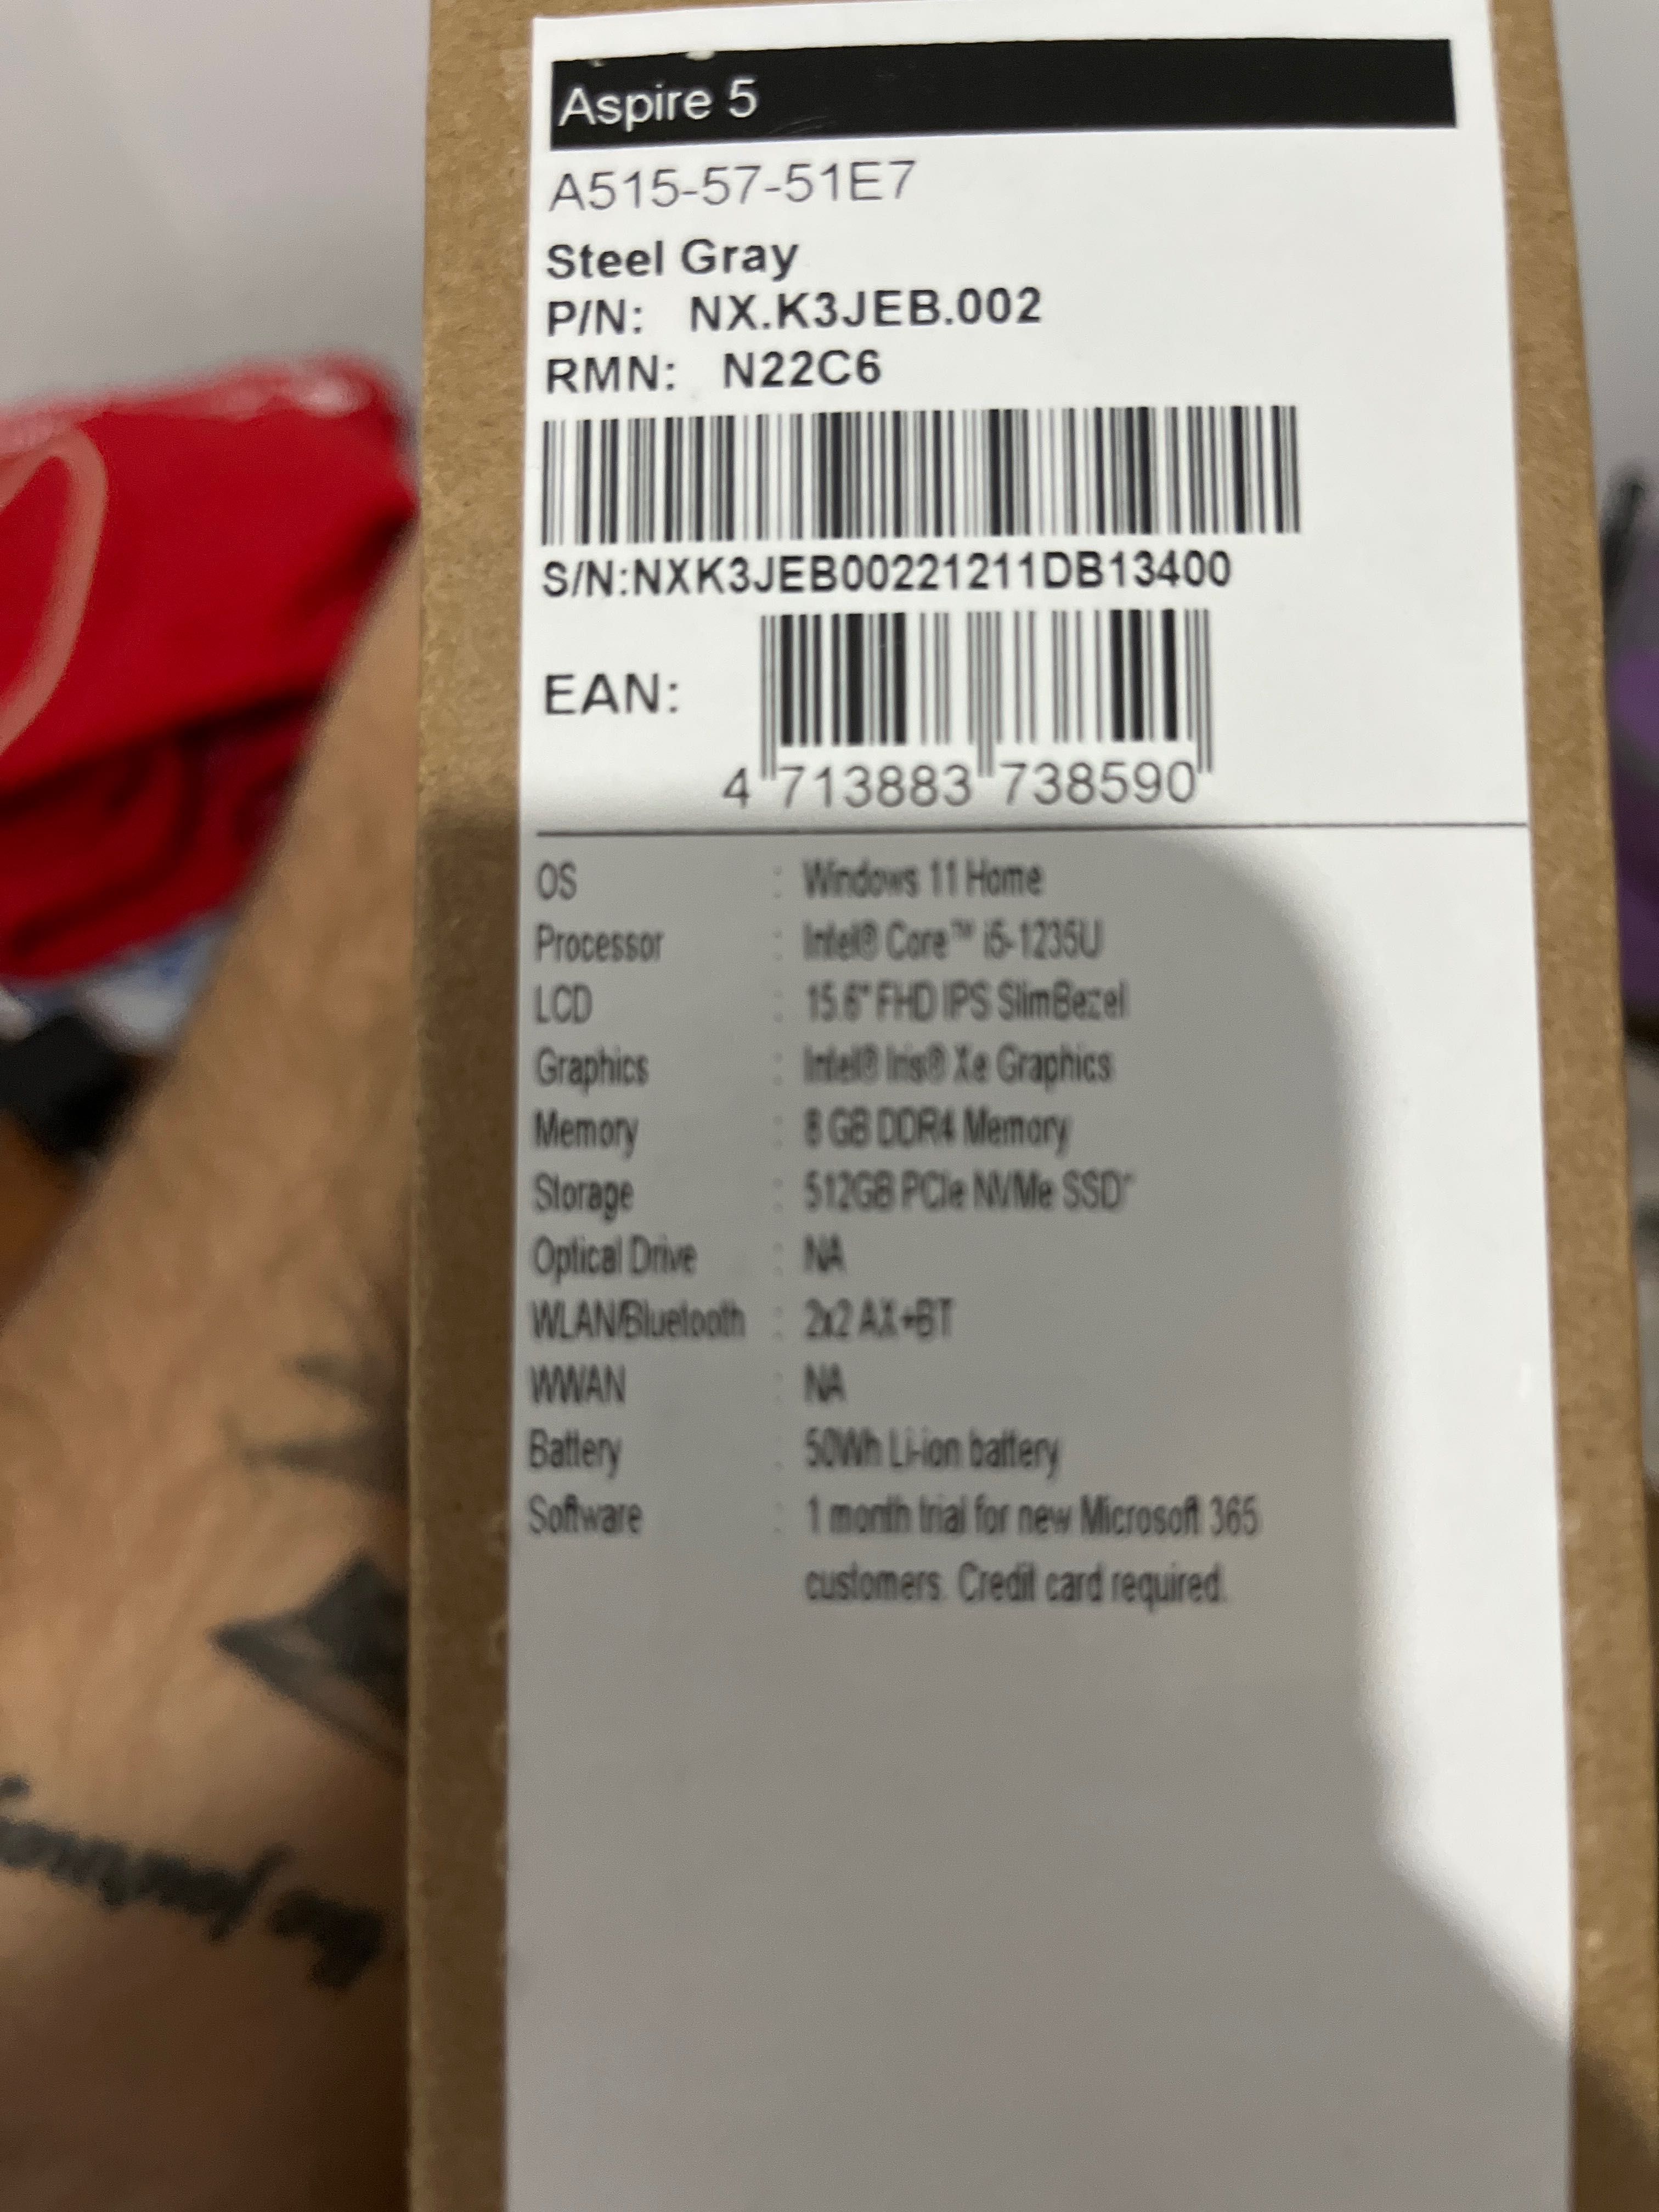 Aspire 5
A515-57-51E7
Steel Gray
P/N: NX.K3JEB.002
RMN: N22C6
S/N:NXK3JEB00221211DB13400
EAN:
4 713883 738590
OS : Windows 11 Home
Processor : Intel® Core™ i5-1235U
LCD : 15.6" FHD IPS SlimBezel
Graphics : Intel® Iris® Xe Graphics
Memory : 8 GB DDR4 Memory
Storage : 512GB PCIe NVMe SSD*
Optical Drive : NA
WLAN/Bluetooth : 2x2 AX+BT
WWAN : NA
Battery : 50Wh Li-ion battery
Software : 1 month trial for new Microsoft 365
customers. Credit card required.